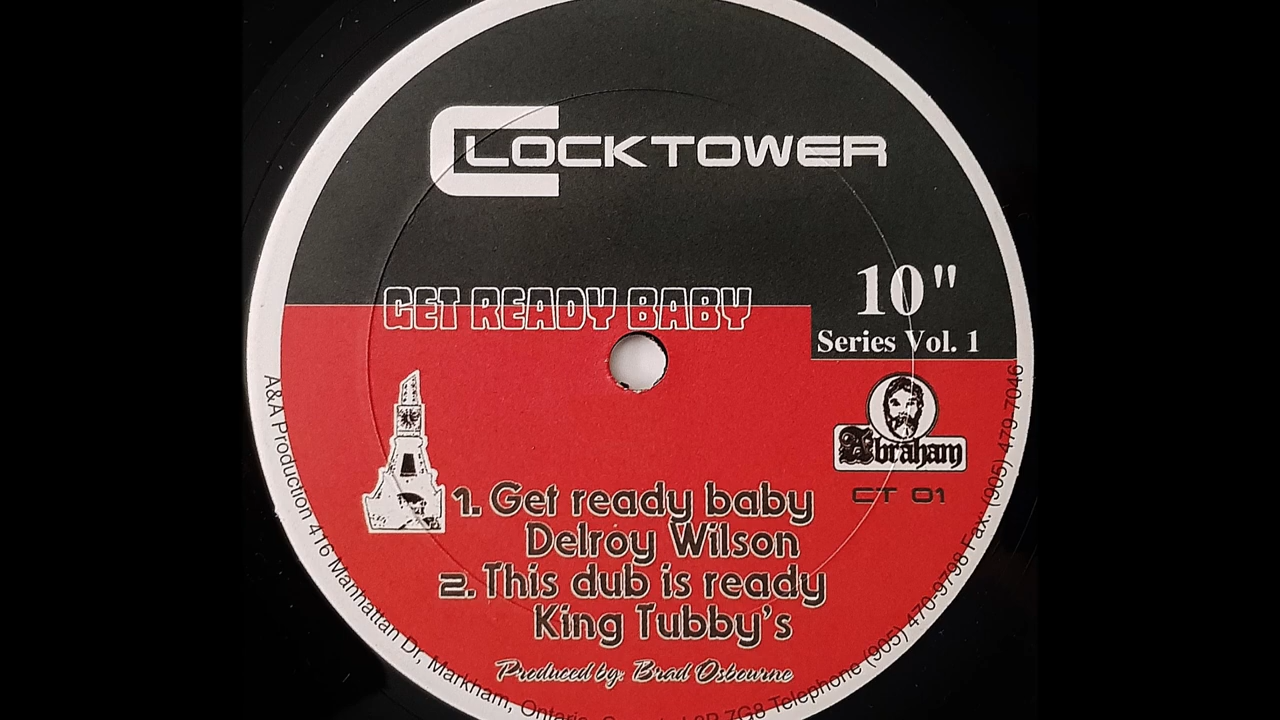 CLOCKTOWER
10"
Series Vol. 1
GET READY BABY
Abraham
CT 01
1. Get ready baby
Delroy Wilson
2. This dub is ready
King Tubby's
Produced by: Brad Osbourne
A&A Production 416 Manhattan Dr, Markham, Ontario, 7G8 Telephone (905) 470-9798 Fax. (905) 479-7046